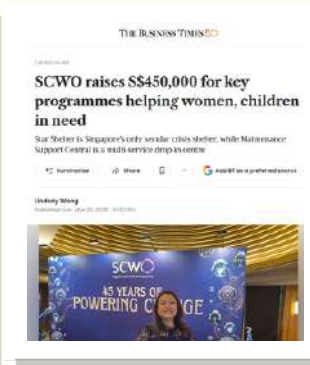 THE BUSINESS TIMES
SCWO raises S$450,000 for key
programmes helping women, children
in need
Star Shelter is Singapore's only secular crisis shelter, while Maintenance
Support Central is a multi-service drop-in centre
Summarise
Share
Add BT as a preferred source
Lindsey Wong
Published
SCWO
45 YEARS OF
POWERING CHANGE